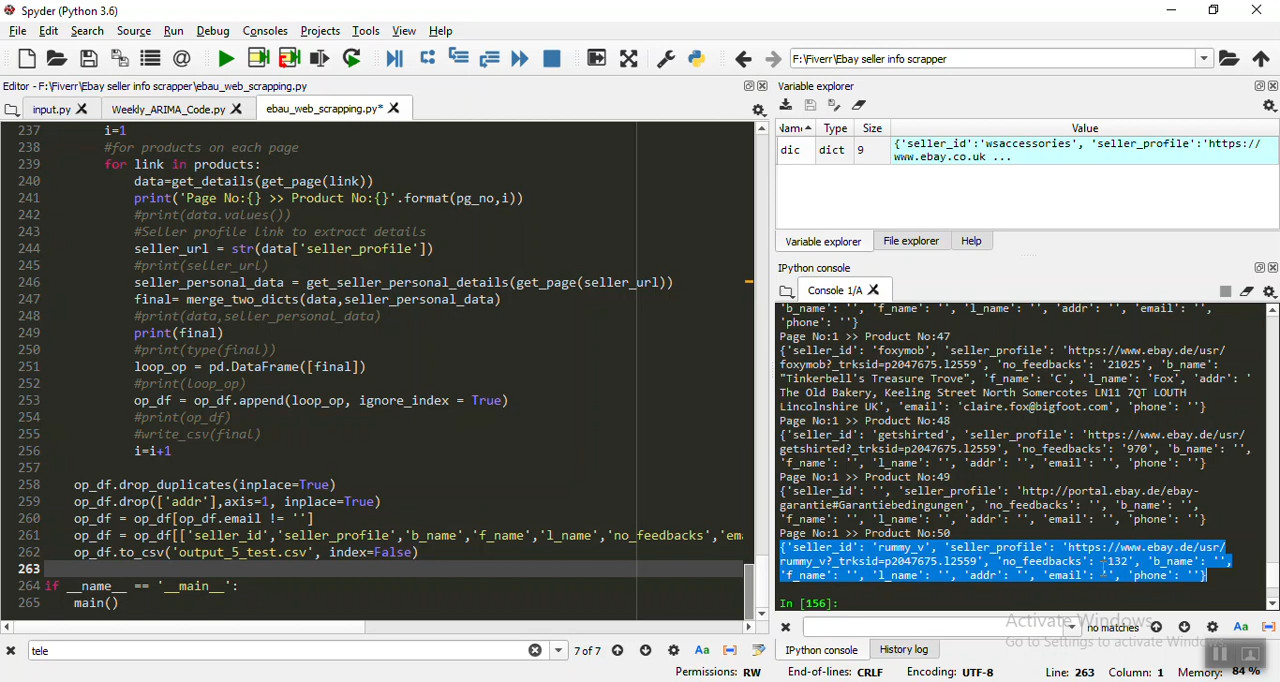 Spyder (Python 3.6)
File Edit Search Source Run Debug Consoles Projects Tools View Help
F:\Fiverr\Ebay seller info scrapper
Editor - F:\Fiverr\Ebay seller info scrapper\ebau_web_scrapping.py
input.py Weekly_ARIMA_Code.py ebau_web_scrapping.py*
237 i=1
238 #for products on each page
239 for link in products:
240 data=get_details(get_page(link))
241 print('Page No:{} >> Product No:{}'.format(pg_no,i))
242 #print(data.values())
243 #Seller profile link to extract details
244 seller_url = str(data['seller_profile'])
245 #print(seller_url)
246 seller_personal_data = get_seller_personal_details(get_page(seller_url))
247 final= merge_two_dicts(data,seller_personal_data)
248 #print(data,seller_personal_data)
249 print(final)
250 #print(type(final))
251 loop_op = pd.DataFrame([final])
252 #print(loop_op)
253 op_df = op_df.append(loop_op, ignore_index = True)
254 #print(op_df)
255 #write_csv(final)
256 i=i+1
257
258 op_df.drop_duplicates(inplace=True)
259 op_df.drop(['addr'],axis=1, inplace=True)
260 op_df = op_df[op_df.email != '']
261 op_df = op_df[['seller_id','seller_profile','b_name','f_name','l_name','no_feedbacks','em
262 op_df.to_csv('output_5_test.csv', index=False)
263
264 if __name__ == '__main__':
265 main()
tele 7 of 7 Aa
Variable explorer
Name Type Size Value
dic dict 9 {'seller_id':'wsaccessories', 'seller_profile':'https://
www.ebay.co.uk ...
Variable explorer File explorer Help
IPython console
Console 1/A
'b_name': '', 'f_name': '', 'l_name': '', 'addr': '', 'email': '',
'phone': ''}
Page No:1 >> Product No:47
{'seller_id': 'foxymob', 'seller_profile': 'https://www.ebay.de/usr/
foxymob?_trksid=p2047675.l2559', 'no_feedbacks': '21025', 'b_name':
"Tinkerbell's Treasure Trove", 'f_name': 'C', 'l_name': 'Fox', 'addr': '
The Old Bakery, Keeling Street North Somercotes LN11 7QT LOUTH
Lincolnshire UK', 'email': 'claire.fox@bigfoot.com', 'phone': ''}
Page No:1 >> Product No:48
{'seller_id': 'getshirted', 'seller_profile': 'https://www.ebay.de/usr/
getshirted?_trksid=p2047675.l2559', 'no_feedbacks': '970', 'b_name': '',
'f_name': '', 'l_name': '', 'addr': '', 'email': '', 'phone': ''}
Page No:1 >> Product No:49
{'seller_id': '', 'seller_profile': 'http://portal.ebay.de/ebay-
garantie#Garantiebedingungen', 'no_feedbacks': '', 'b_name': '',
'f_name': '', 'l_name': '', 'addr': '', 'email': '', 'phone': ''}
Page No:1 >> Product No:50
{'seller_id': 'rummy_v', 'seller_profile': 'https://www.ebay.de/usr/
rummy_v?_trksid=p2047675.l2559', 'no_feedbacks': '132', 'b_name': '',
'f_name': '', 'l_name': '', 'addr': '', 'email': '', 'phone': ''}
In [156]:
Activate Windows
Go to Settings to activate Windows.
no matches Aa
IPython console History log
Permissions: RW End-of-lines: CRLF Encoding: UTF-8 Line: 263 Column: 1 Memory: 84 %